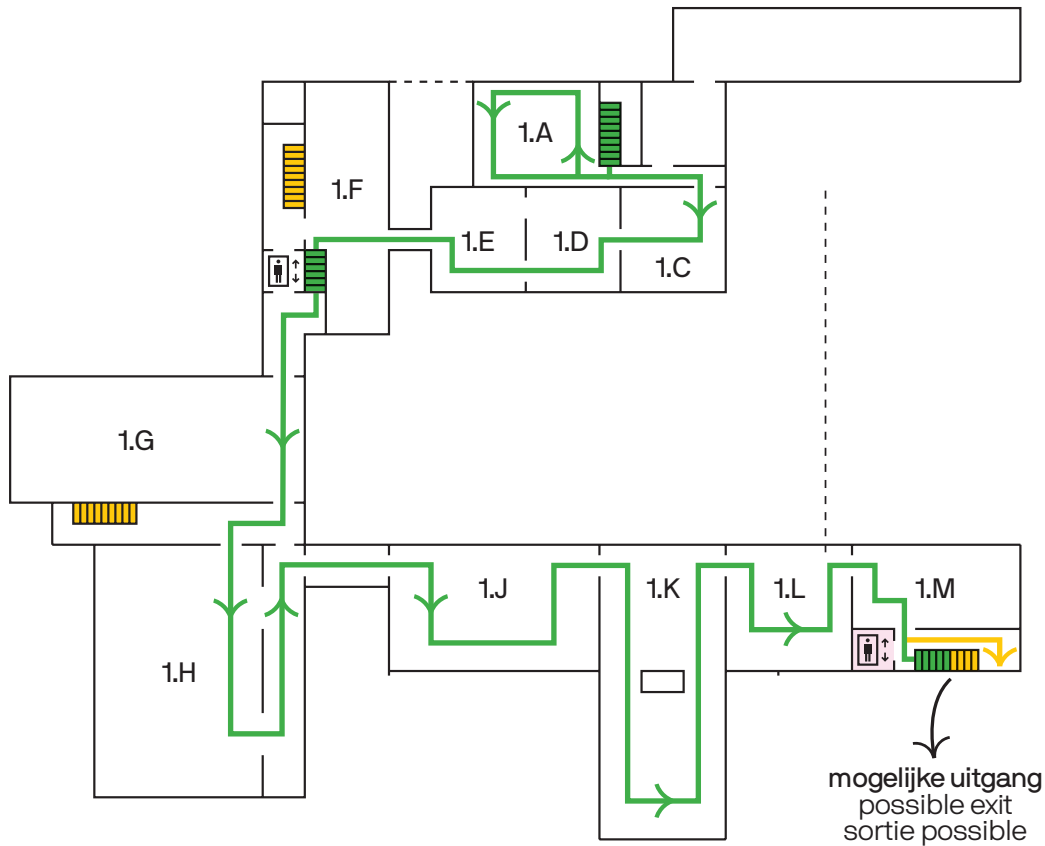 1.A
1.F
1.E
1.D
1.C
1.G
1.J
1.K
1.L
1.M
1.H
mogelijke uitgang
possible exit
sortie possible